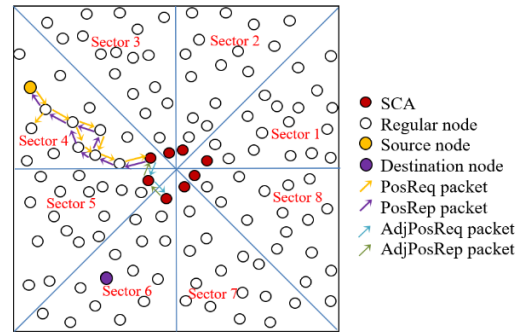 Sector 3
Sector 2
Sector 4
Sector 1
Sector 5
Sector 8
Sector 6
Sector 7
SCA
Regular node
Source node
Destination node
PosReq packet
PosRep packet
AdjPosReq packet
AdjPosRep packet